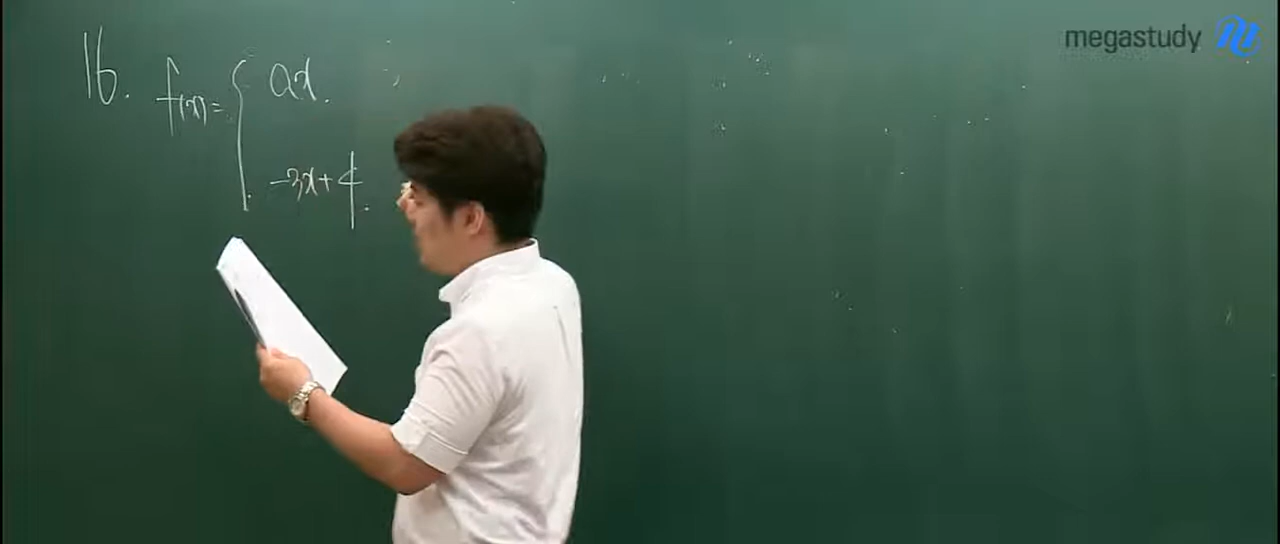 megastudy
16. f(x)= { ax.
-3x+4.